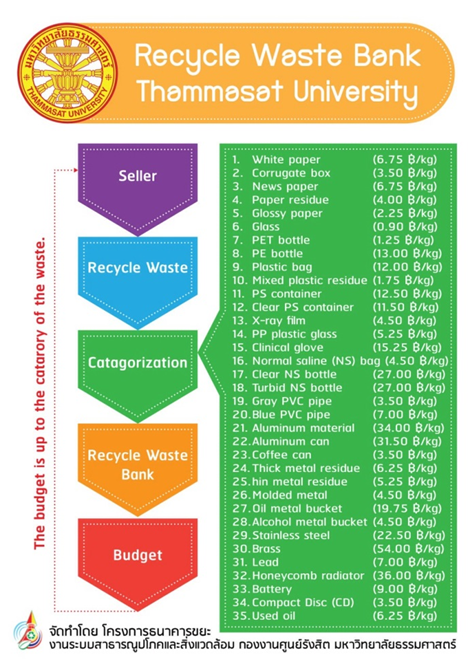 มหาวิทยาลัยธรรมศาสตร์
THAMMASAT UNIVERSITY
Recycle Waste Bank
Thammasat University
Seller
Recycle Waste
Catagorization
Recycle Waste
Bank
Budget
The budget is up to the catarory of the waste.
1. White paper (6.75 ฿/kg)
2. Corrugate box (3.50 ฿/kg)
3. News paper (6.75 ฿/kg)
4. Paper residue (4.00 ฿/kg)
5. Glossy paper (2.25 ฿/kg)
6. Glass (0.90 ฿/kg)
7. PET bottle (1.25 ฿/kg)
8. PE bottle (13.00 ฿/kg)
9. Plastic bag (12.00 ฿/kg)
10. Mixed plastic residue (1.75 ฿/kg)
11. PS container (12.50 ฿/kg)
12. Clear PS container (11.50 ฿/kg)
13. X-ray film (4.50 ฿/kg)
14. PP plastic glass (5.25 ฿/kg)
15. Clinical glove (15.25 ฿/kg)
16. Normal saline (NS) bag (4.50 ฿/kg)
17. Clear NS bottle (27.00 ฿/kg)
18. Turbid NS bottle (27.00 ฿/kg)
19. Gray PVC pipe (3.50 ฿/kg)
20.Blue PVC pipe (7.00 ฿/kg)
21. Aluminum material (34.00 ฿/kg)
22.Aluminum can (31.50 ฿/kg)
23.Coffee can (3.50 ฿/kg)
24.Thick metal residue (6.25 ฿/kg)
25.hin metal residue (5.25 ฿/kg)
26.Molded metal (4.50 ฿/kg)
27.Oil metal bucket (19.75 ฿/kg)
28.Alcohol metal bucket (4.50 ฿/kg)
29.Stainless steel (22.50 ฿/kg)
30.Brass (54.00 ฿/kg)
31. Lead (7.00 ฿/kg)
32.Honeycomb radiator (36.00 ฿/kg)
33.Battery (9.00 ฿/kg)
34.Compact Disc (CD) (3.50 ฿/kg)
35.Used oil (6.25 ฿/kg)
จัดทำโดย โครงการธนาคารขยะ
งานระบบสาธารณูปโภคและสิ่งแวดล้อม กองงานศูนย์รังสิต มหาวิทยาลัยธรรมศาสตร์